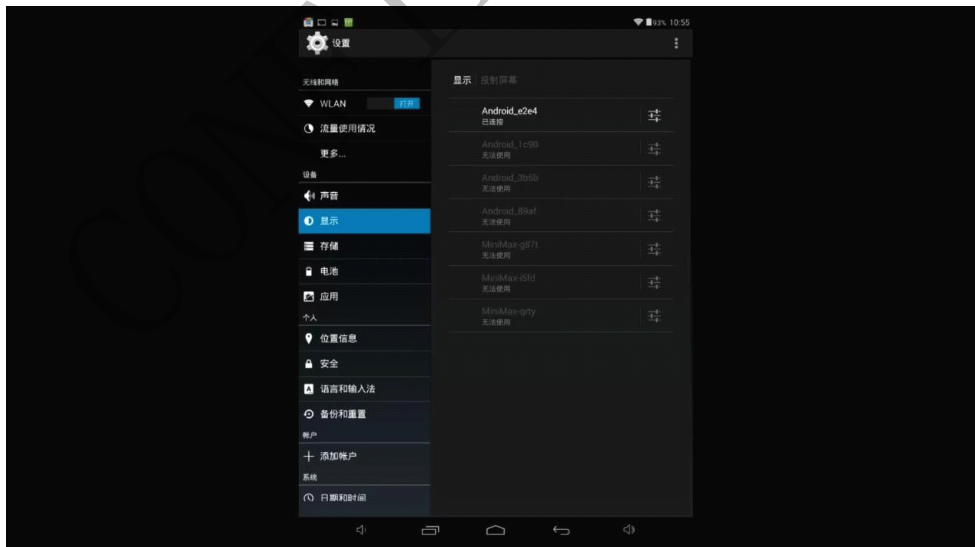 93% 10:55
设置
无线和网络
WLAN 打开
流量使用情况
更多...
设备
声音
显示
存储
电池
应用
个人
位置信息
安全
语言和输入法
备份和重置
帐户
添加帐户
系统
日期和时间
显示 投射屏幕
Android_e2e4
已连接
Android_1c90
无法使用
Android_3b6b
无法使用
Android_89af
无法使用
MiniMax-g87t
无法使用
MiniMax-i5fd
无法使用
MiniMax-qrty
无法使用